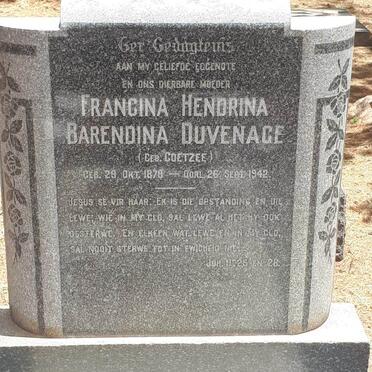 Ter Gedagtenis
AAN MY GELIEFDE EGGENOTE
EN ONS DIERBARE MOEDER
FRANCINA HENDRINA
BARENDINA DUVENAGE
(GEB. COETZEE)
GEB. 29 OKT. 1878 — OORL. 26 SEPT. 1942.
JESUS SE VIR HAAR: EK IS DIE OPSTANDING EN DIE
LEWE; WIE IN MY GLO, SAL LEWE AL HET HY OOK
GESTERWE. EN ELKEEN WAT LEWE EN IN MY GLO,
SAL NOOIT STERWE TOT IN EWIGHEID NIE.
JOH. 11:25 EN 26.